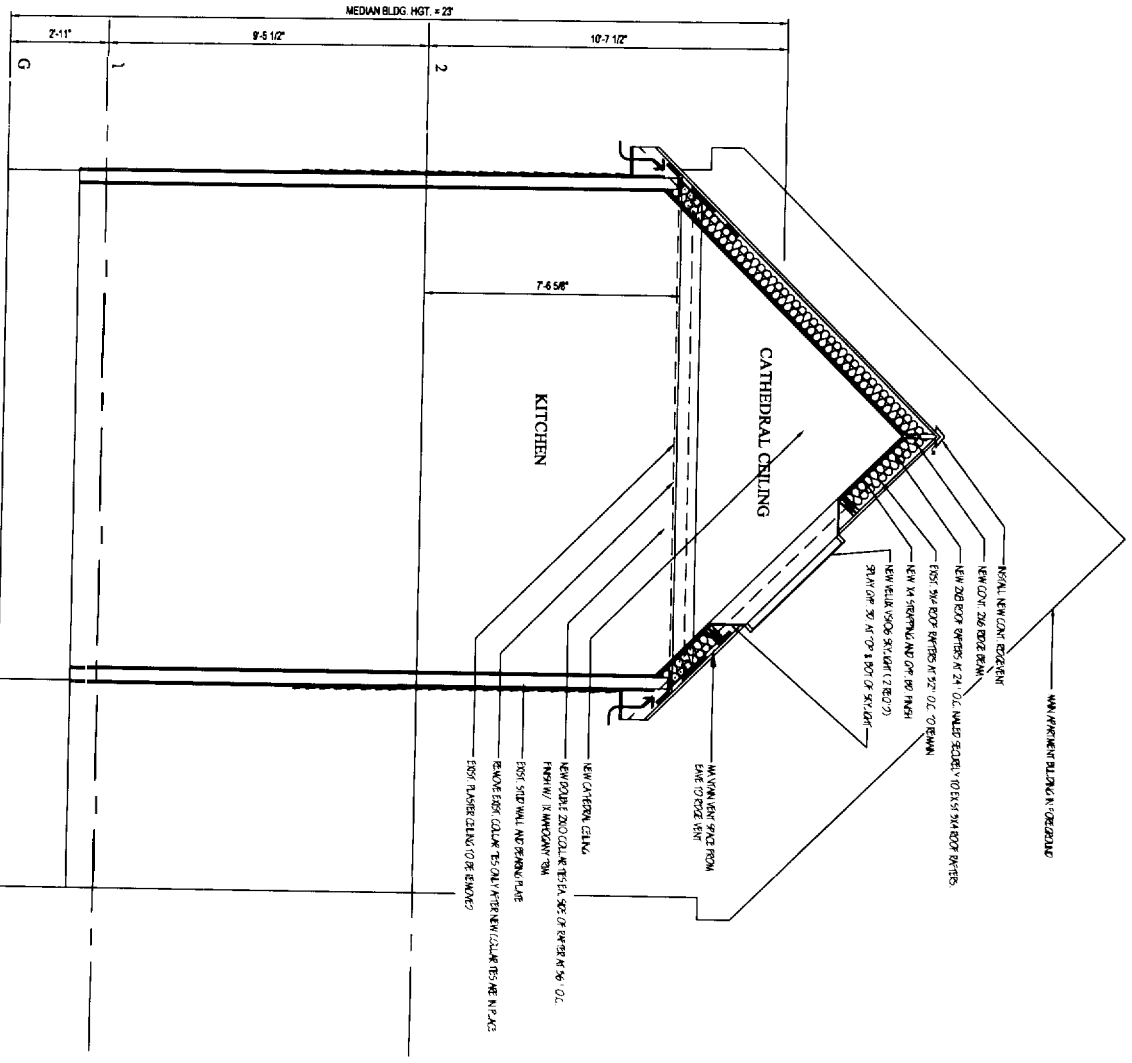 MEDIAN BLDG. HGT. = 23'
2'-11"
9'-5 1/2"
10'-7 1/2"
G
1
2
7'-6 5/8"
CATHEDRAL CEILING
KITCHEN
MAIN APARTMENT BUILDING IN FOREGROUND
INSTALL NEW CONT. RIDGEVENT
NEW CONT. RIDGE BEAM
NEW 2X8 ROOF RAFTERS AT 24" O.C. NAILED SECURELY TO EXIST 3X4 ROOF RAFTERS
EXIST. 3X4 ROOF RAFTERS AT 32" O.C. TO REMAIN
NEW 1X4 STRAPPING AND GYP. BD FINISH
NEW VELUX VS106 SKYLIGHT (2 REQ'D)
SPLAY GYP. BD AT TOP & BOT OF SKYLIGHT
MAINTAIN VENT SPACE FROM
EAVE TO RIDGE VENT
NEW CATHEDRAL CEILING
NEW DOUBLE 2X10 COLLAR TIES EA. SIDE OF RAFTER AT 96" O.C.
FINISH W/ 1X MAHOGANY TRIM
EXIST. STUD WALL AND BEARING PLATE
REMOVE EXIST. COLLAR TIES ONLY AFTER NEW COLLAR TIES ARE IN PLACE
EXIST. PLASTER CEILING TO BE REMOVED